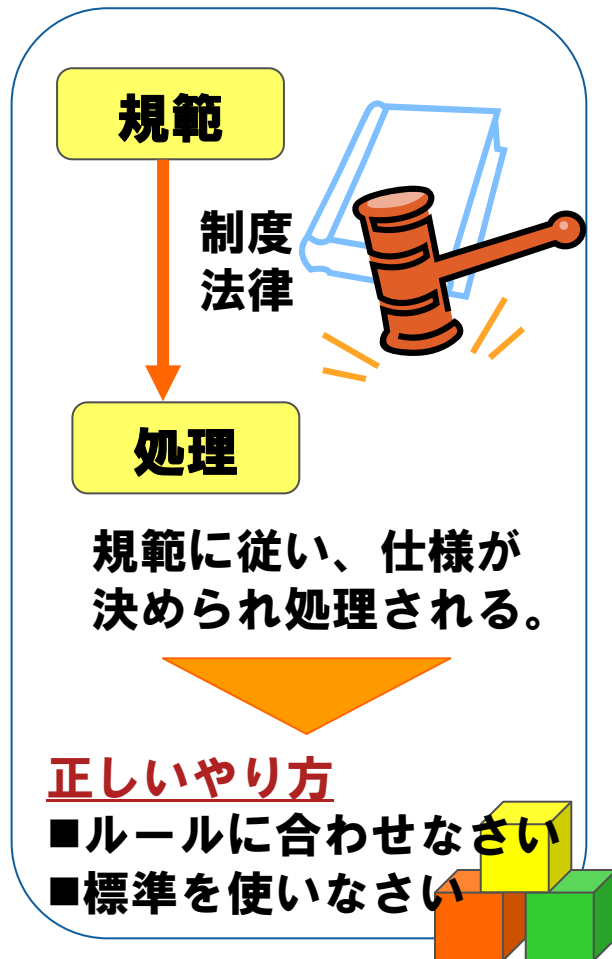 規範
制度
法律
処理
規範に従い、仕様が
決められ処理される。
正しいやり方
■ルールに合わせなさい
■標準を使いなさい